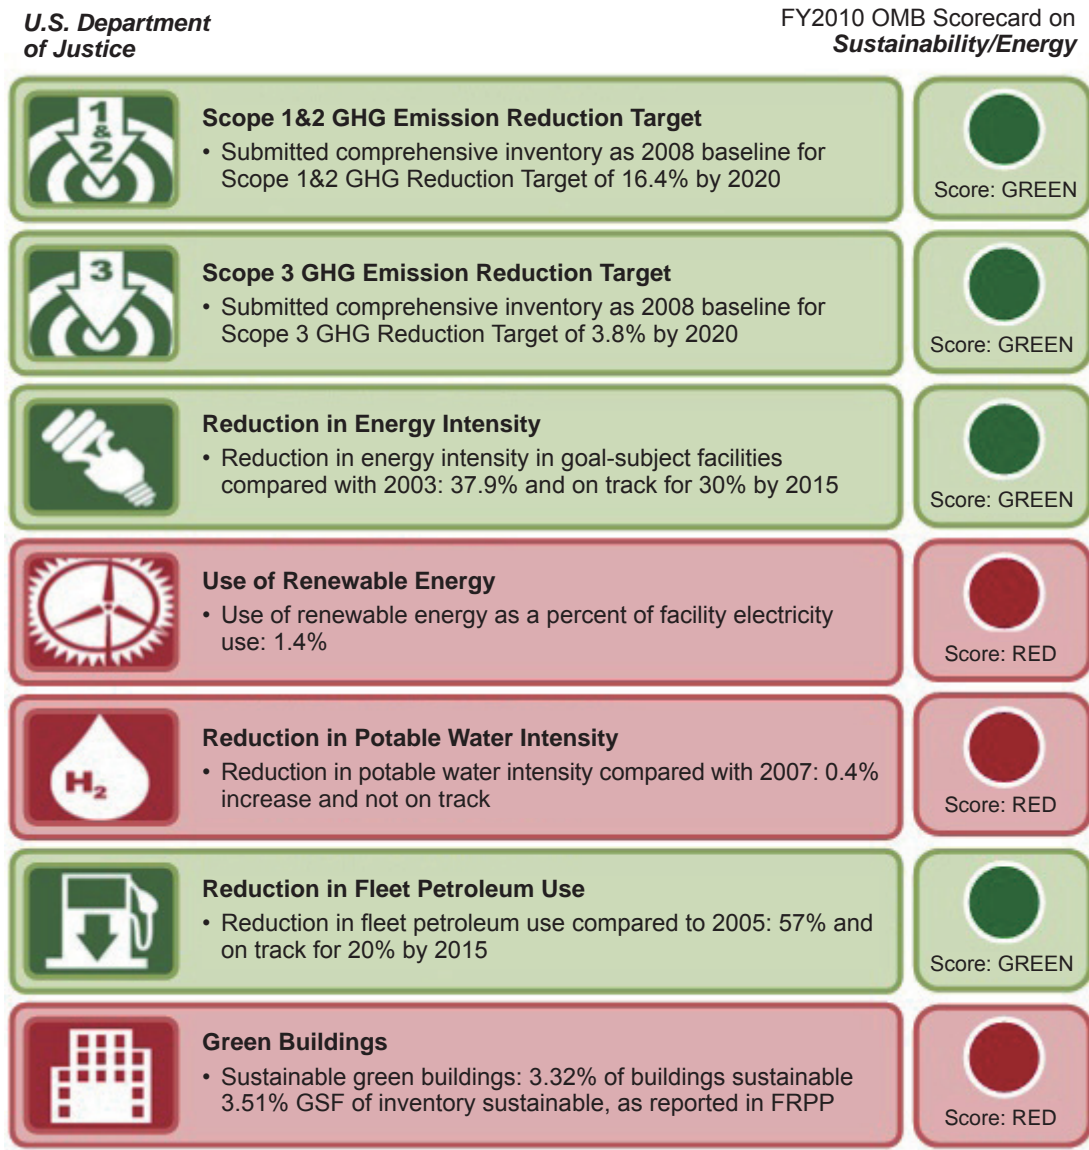 U.S. Department
of Justice
FY2010 OMB Scorecard on
Sustainability/Energy
1
&
2
Scope 1&2 GHG Emission Reduction Target
• Submitted comprehensive inventory as 2008 baseline for
Scope 1&2 GHG Reduction Target of 16.4% by 2020
Score: GREEN
3
Scope 3 GHG Emission Reduction Target
• Submitted comprehensive inventory as 2008 baseline for
Scope 3 GHG Reduction Target of 3.8% by 2020
Score: GREEN
Reduction in Energy Intensity
• Reduction in energy intensity in goal-subject facilities
compared with 2003: 37.9% and on track for 30% by 2015
Score: GREEN
Use of Renewable Energy
• Use of renewable energy as a percent of facility electricity
use: 1.4%
Score: RED
H₂
Reduction in Potable Water Intensity
• Reduction in potable water intensity compared with 2007: 0.4%
increase and not on track
Score: RED
Reduction in Fleet Petroleum Use
• Reduction in fleet petroleum use compared to 2005: 57% and
on track for 20% by 2015
Score: GREEN
Green Buildings
• Sustainable green buildings: 3.32% of buildings sustainable
3.51% GSF of inventory sustainable, as reported in FRPP
Score: RED